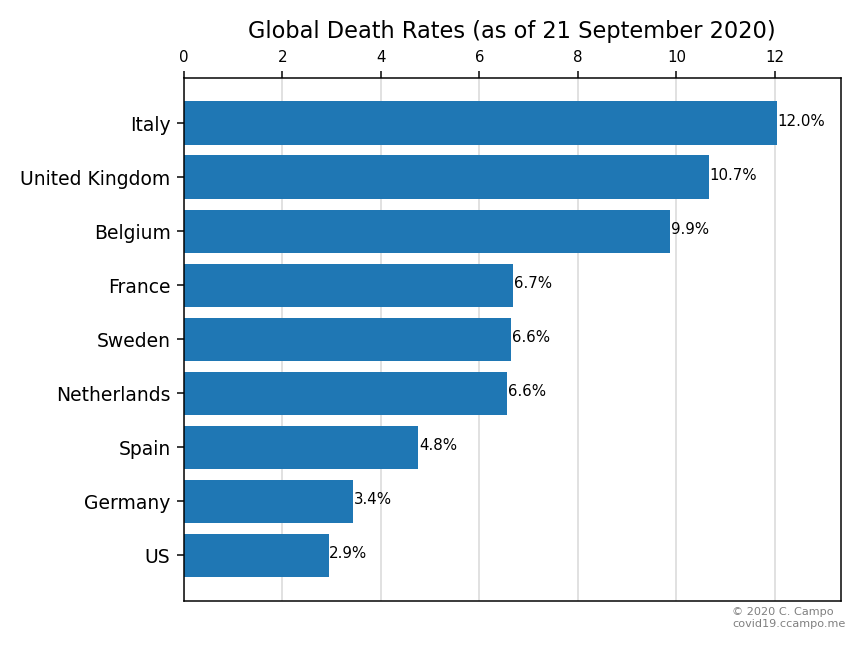 Global Death Rates (as of 21 September 2020)
0 2 4 6 8 10 12
Italy 12.0%
United Kingdom 10.7%
Belgium 9.9%
France 6.7%
Sweden 6.6%
Netherlands 6.6%
Spain 4.8%
Germany 3.4%
US 2.9%
© 2020 C. Campo
covid19.ccampo.me